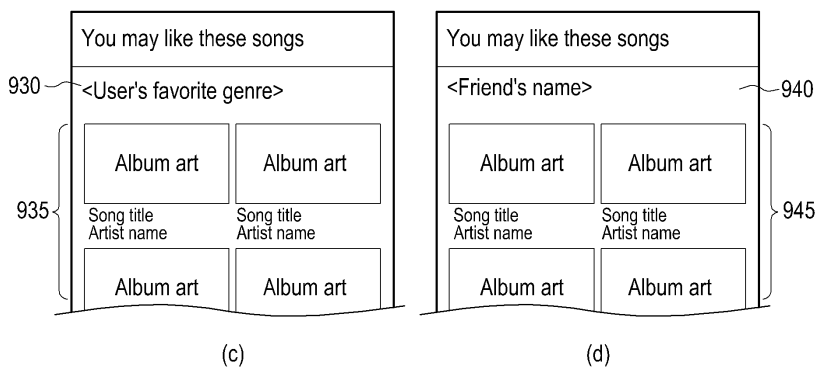 You may like these songs
930
<User's favorite genre>
935
Album art
Album art
Song title
Artist name
Song title
Artist name
Album art
Album art
(c)
You may like these songs
<Friend's name>
940
Album art
Album art
945
Song title
Artist name
Song title
Artist name
Album art
Album art
(d)